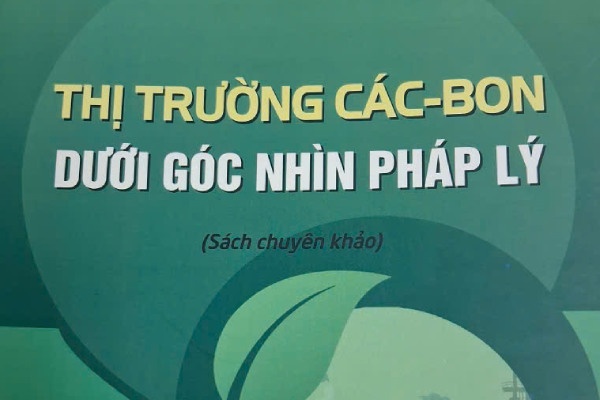 THỊ TRƯỜNG CÁC-BON
DƯỚI GÓC NHÌN PHÁP LÝ
(Sách chuyên khảo)